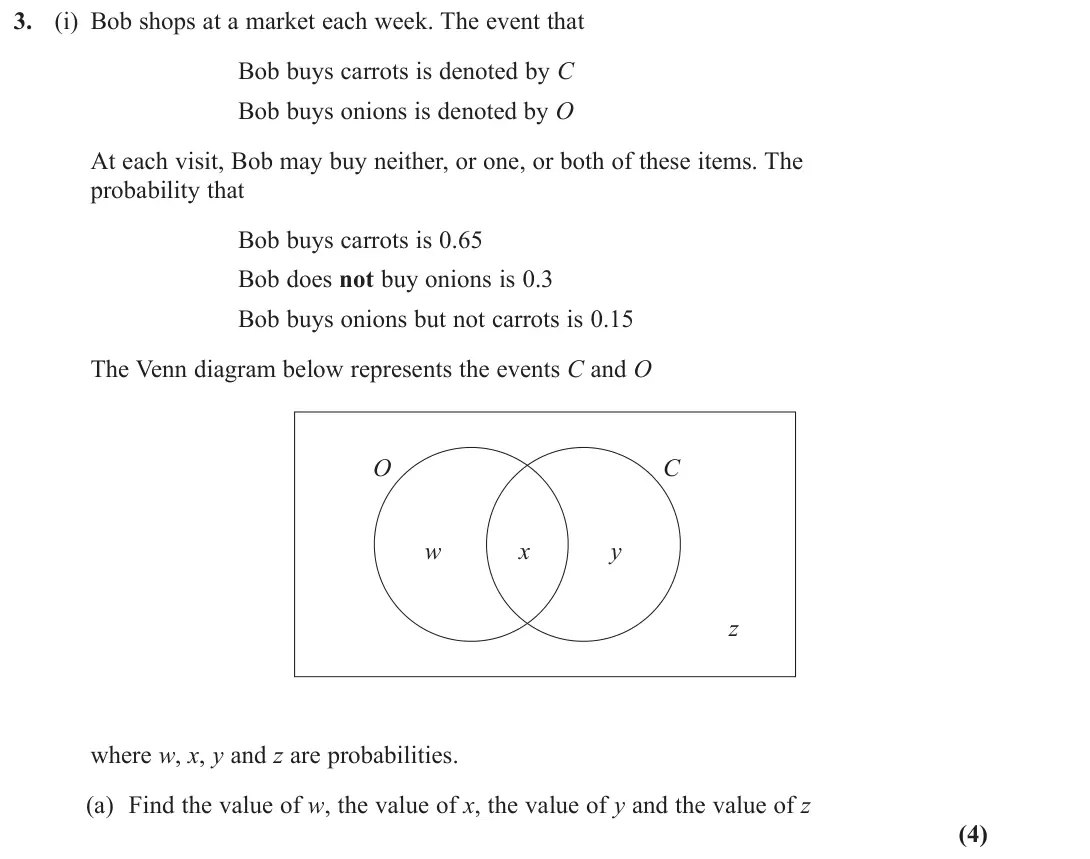 3. (i) Bob shops at a market each week. The event that
Bob buys carrots is denoted by C
Bob buys onions is denoted by O
At each visit, Bob may buy neither, or one, or both of these items. The
probability that
Bob buys carrots is 0.65
Bob does not buy onions is 0.3
Bob buys onions but not carrots is 0.15
The Venn diagram below represents the events C and O
O C
w x y
z
where w, x, y and z are probabilities.
(a) Find the value of w, the value of x, the value of y and the value of z
(4)